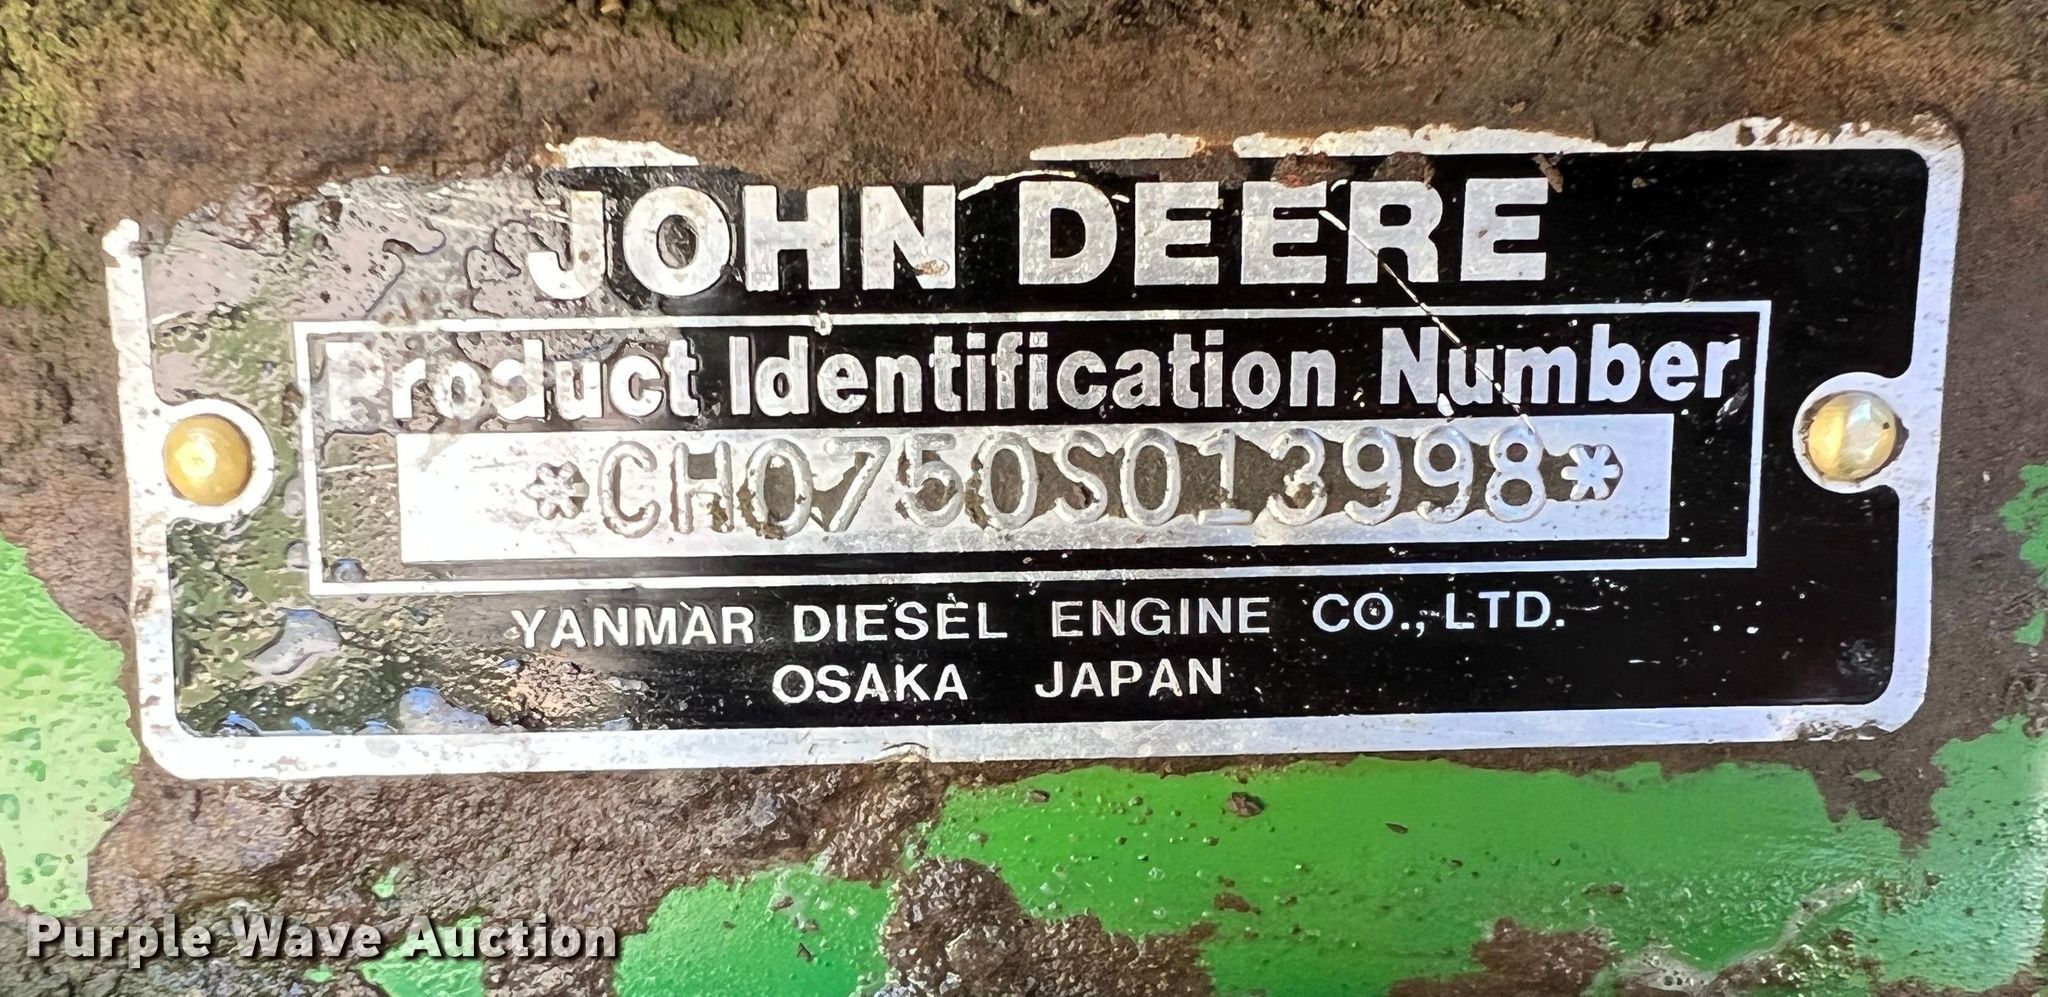 JOHN DEERE
Product Identification Number
*CH0750S013998*
YANMAR DIESEL ENGINE CO., LTD.
OSAKA JAPAN
Purple Wave Auction